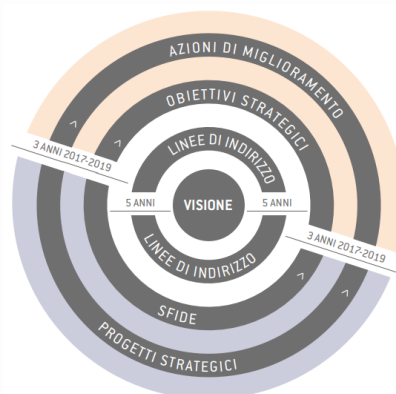 AZIONI DI MIGLIORAMENTO
OBIETTIVI STRATEGICI
LINEE DI INDIRIZZO
3 ANNI 2017-2019
5 ANNI
VISIONE
5 ANNI
3 ANNI 2017-2019
LINEE DI INDIRIZZO
SFIDE
PROGETTI STRATEGICI